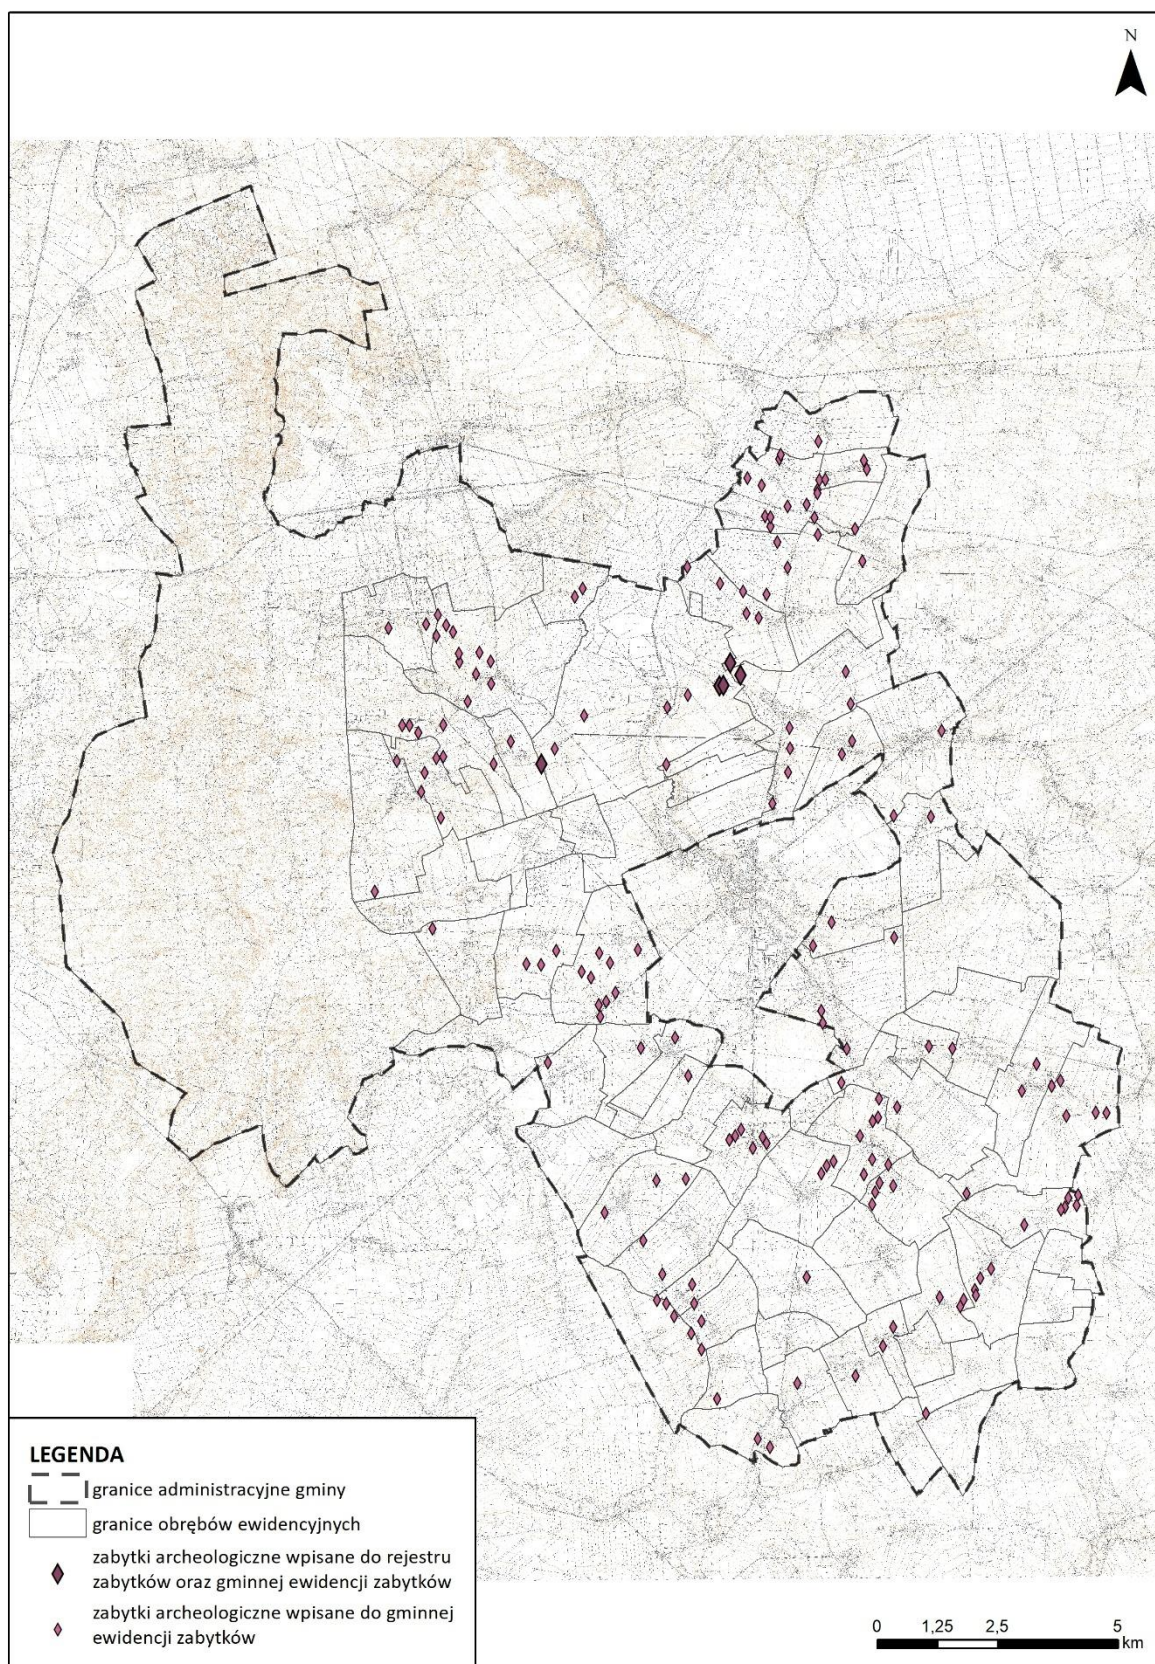 N
LEGENDA
granice administracyjne gminy
granice obrębów ewidencyjnych
zabytki archeologiczne wpisane do rejestru
zabytków oraz gminnej ewidencji zabytków
zabytki archeologiczne wpisane do gminnej
ewidencji zabytków
0 1,25 2,5 5
km